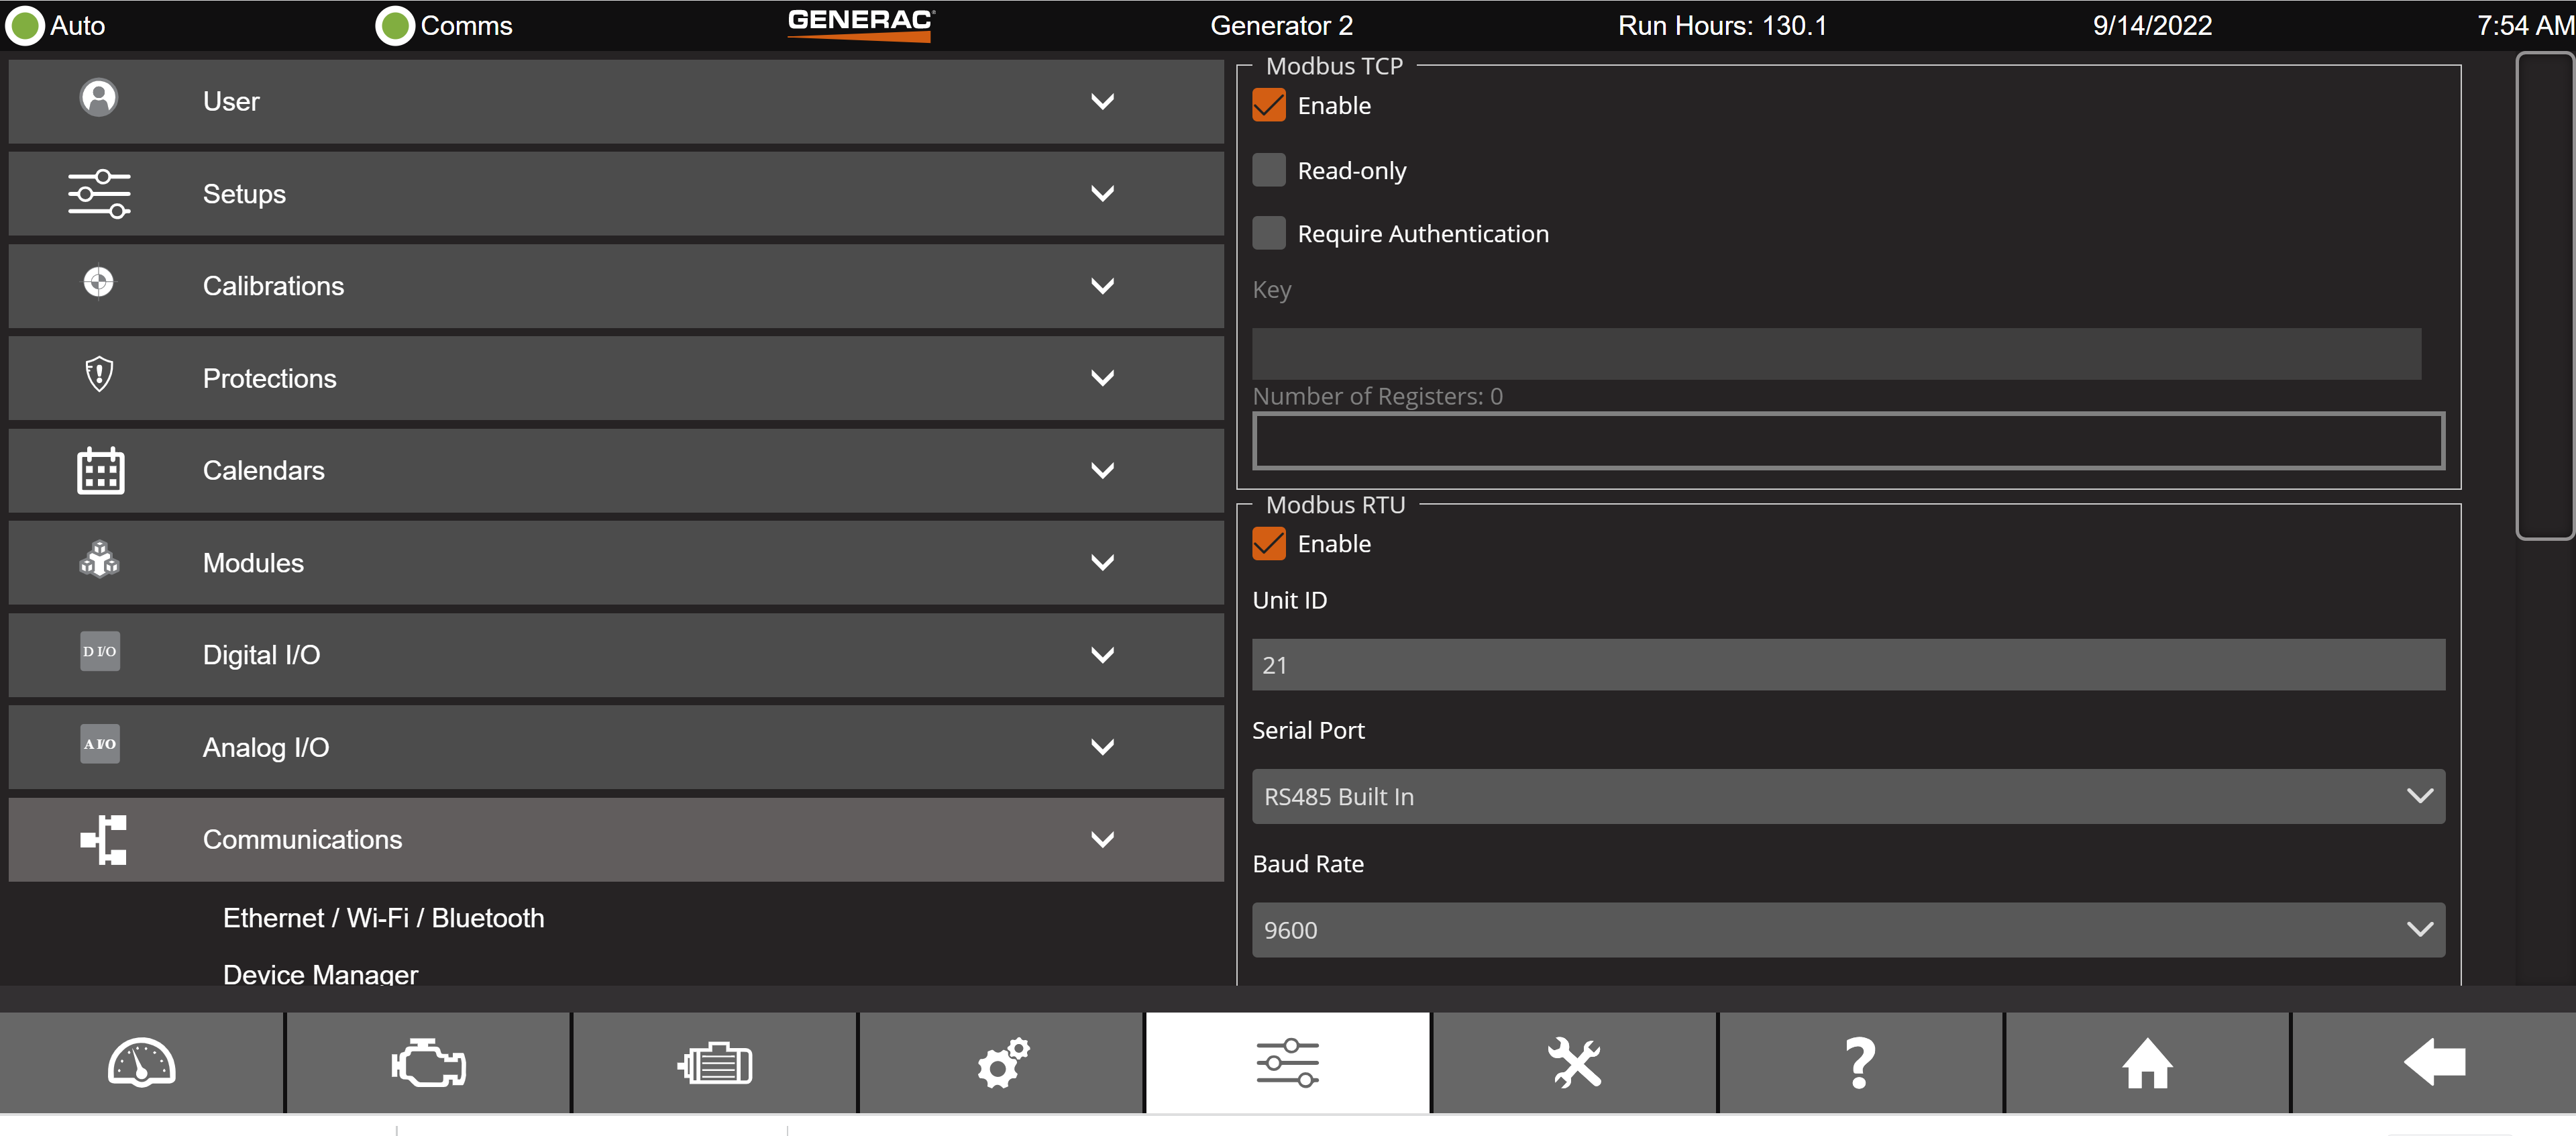 Auto Comms GENERAC Generator 2 Run Hours: 130.1 9/14/2022 7:54 AM
User
Setups
Calibrations
Protections
Calendars
Modules
D I/O Digital I/O
A I/O Analog I/O
Communications
Ethernet / Wi-Fi / Bluetooth
Device Manager
Modbus TCP
Enable
Read-only
Require Authentication
Key
Number of Registers: 0
Modbus RTU
Enable
Unit ID
21
Serial Port
RS485 Built In
Baud Rate
9600